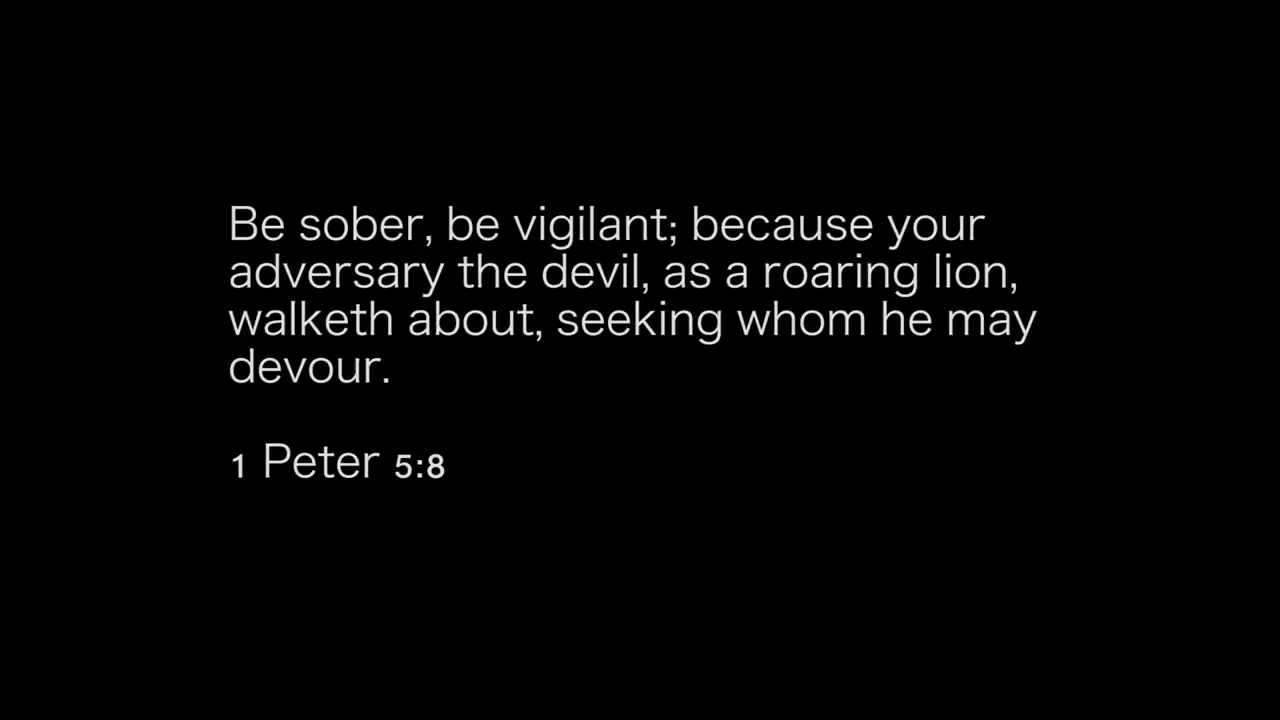 Be sober, be vigilant; because your
adversary the devil, as a roaring lion,
walketh about, seeking whom he may
devour.
1 Peter 5:8